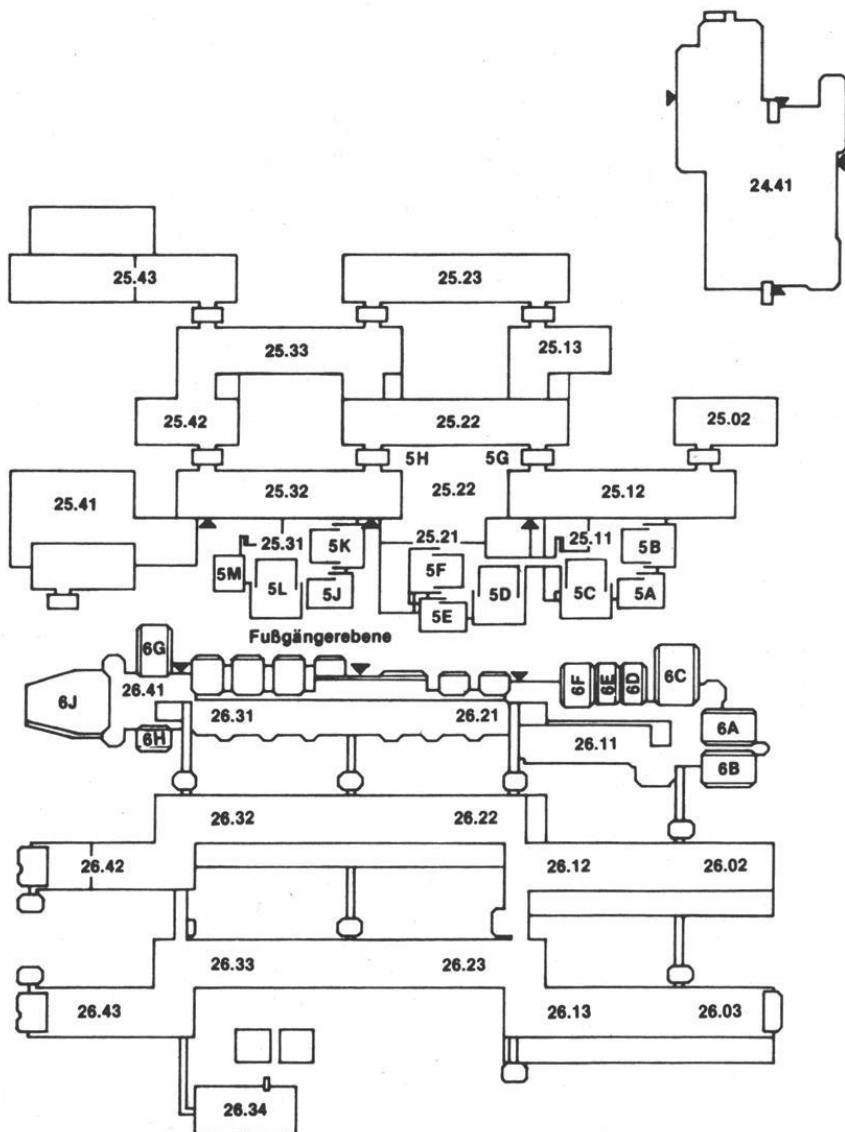 24.41
25.43
25.23
25.33
25.13
25.42
25.22
25.02
5H
5G
25.41
25.32
25.22
25.12
25.31
5K
25.21
25.11
5B
5M
5L
5J
5F
5E
5D
5C
5A
Fußgängerebene
6G
26.41
6J
6H
26.31
26.21
6F
6E
6D
6C
6A
26.11
6B
26.32
26.22
26.42
26.12
26.02
26.33
26.23
26.43
26.13
26.03
26.34